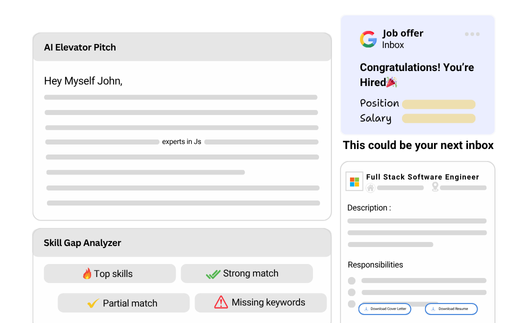 AI Elevator Pitch
Hey Myself John,
experts in Js
Skill Gap Analyzer
Top skills
Strong match
Partial match
Missing keywords
Job offer
Inbox
Congratulations! You're
Hired
Position
Salary
This could be your next inbox
Full Stack Software Engineer
Description :
Responsibilities
Download Cover Letter
Download Resume